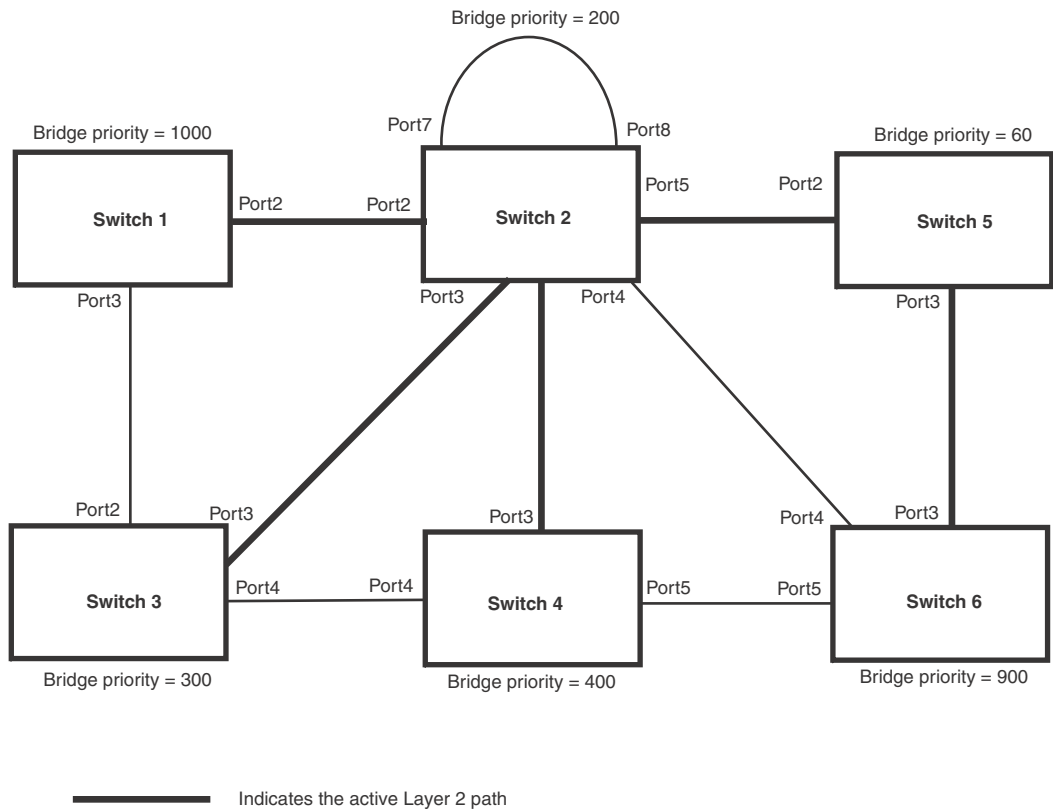 Bridge priority = 200
Port7
Port8
Bridge priority = 1000
Bridge priority = 60
Switch 1
Port2
Port2
Switch 2
Port5
Port2
Switch 5
Port3
Port3
Port4
Port3
Port2
Port3
Port3
Port4
Port3
Switch 3
Port4
Port4
Switch 4
Port5
Port5
Switch 6
Bridge priority = 300
Bridge priority = 400
Bridge priority = 900
Indicates the active Layer 2 path